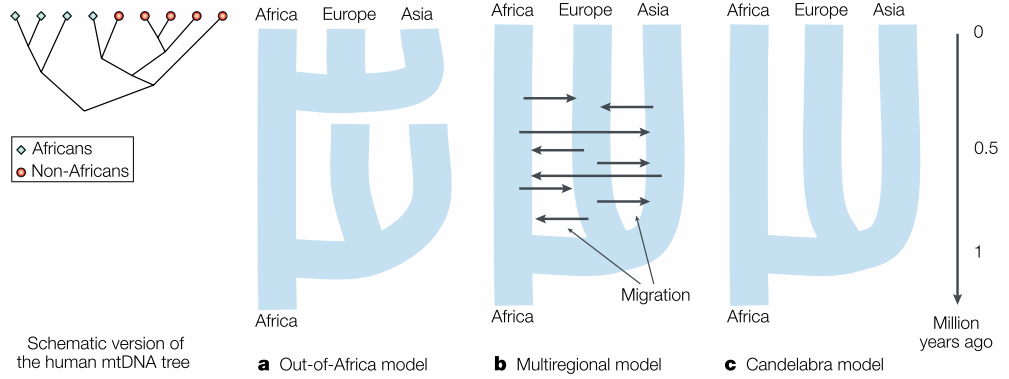 Africa Europe Asia
Africa Europe Asia
Africa Europe Asia
0
Africans
Non-Africans
0.5
1
Migration
Africa
Africa
Africa
Million
years ago
Schematic version of
the human mtDNA tree
a Out-of-Africa model
b Multiregional model
c Candelabra model